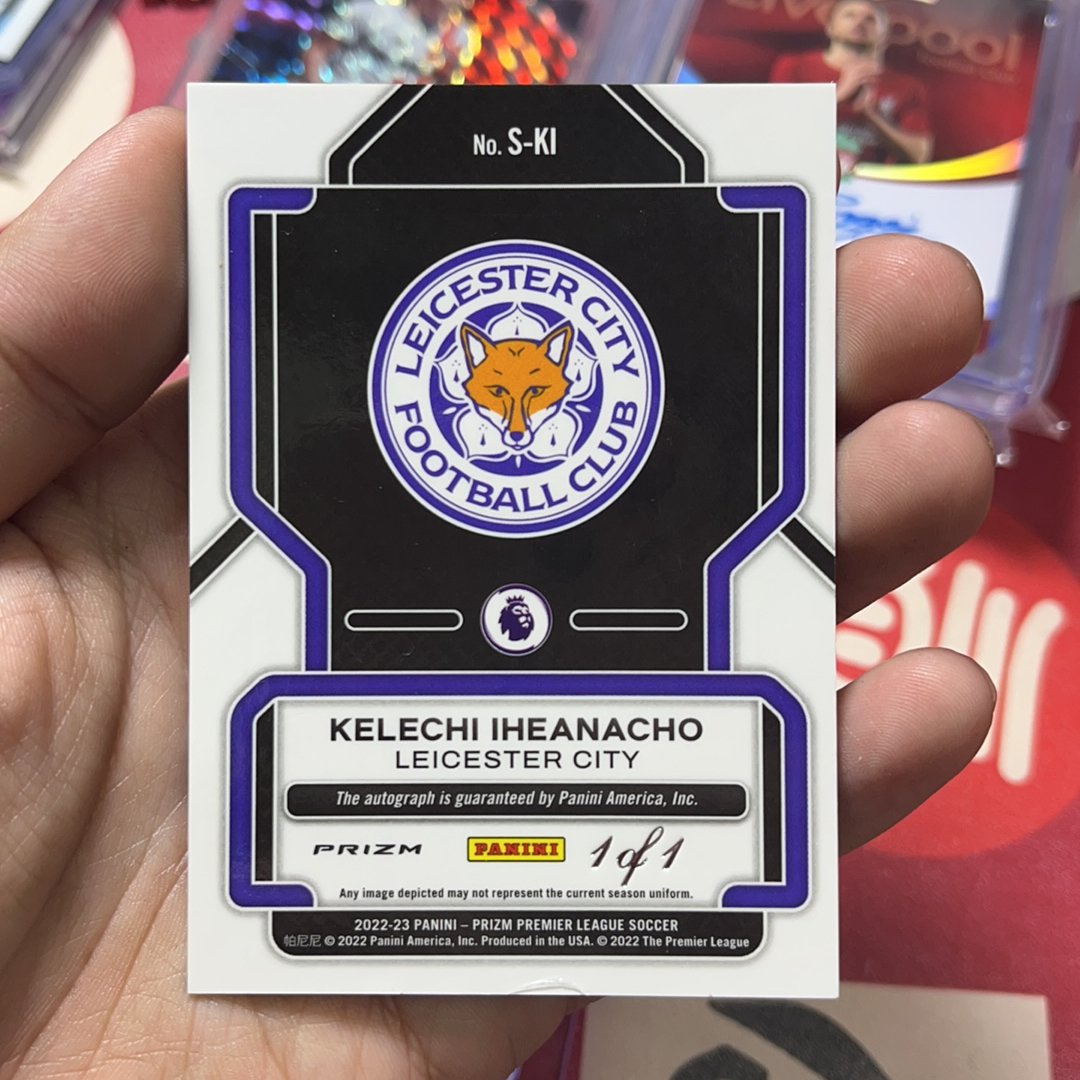 Liverpool
No. S-KI
LEICESTER CITY
FOOTBALL CLUB
KELECHI IHEANACHO
LEICESTER CITY
The autograph is guaranteed by Panini America, Inc.
PRIZM PANINI 1 of 1
Any image depicted may not represent the current season uniform.
2022-23 PANINI – PRIZM PREMIER LEAGUE SOCCER
帕尼尼 © 2022 Panini America, Inc. Produced in the USA. © 2022 The Premier League